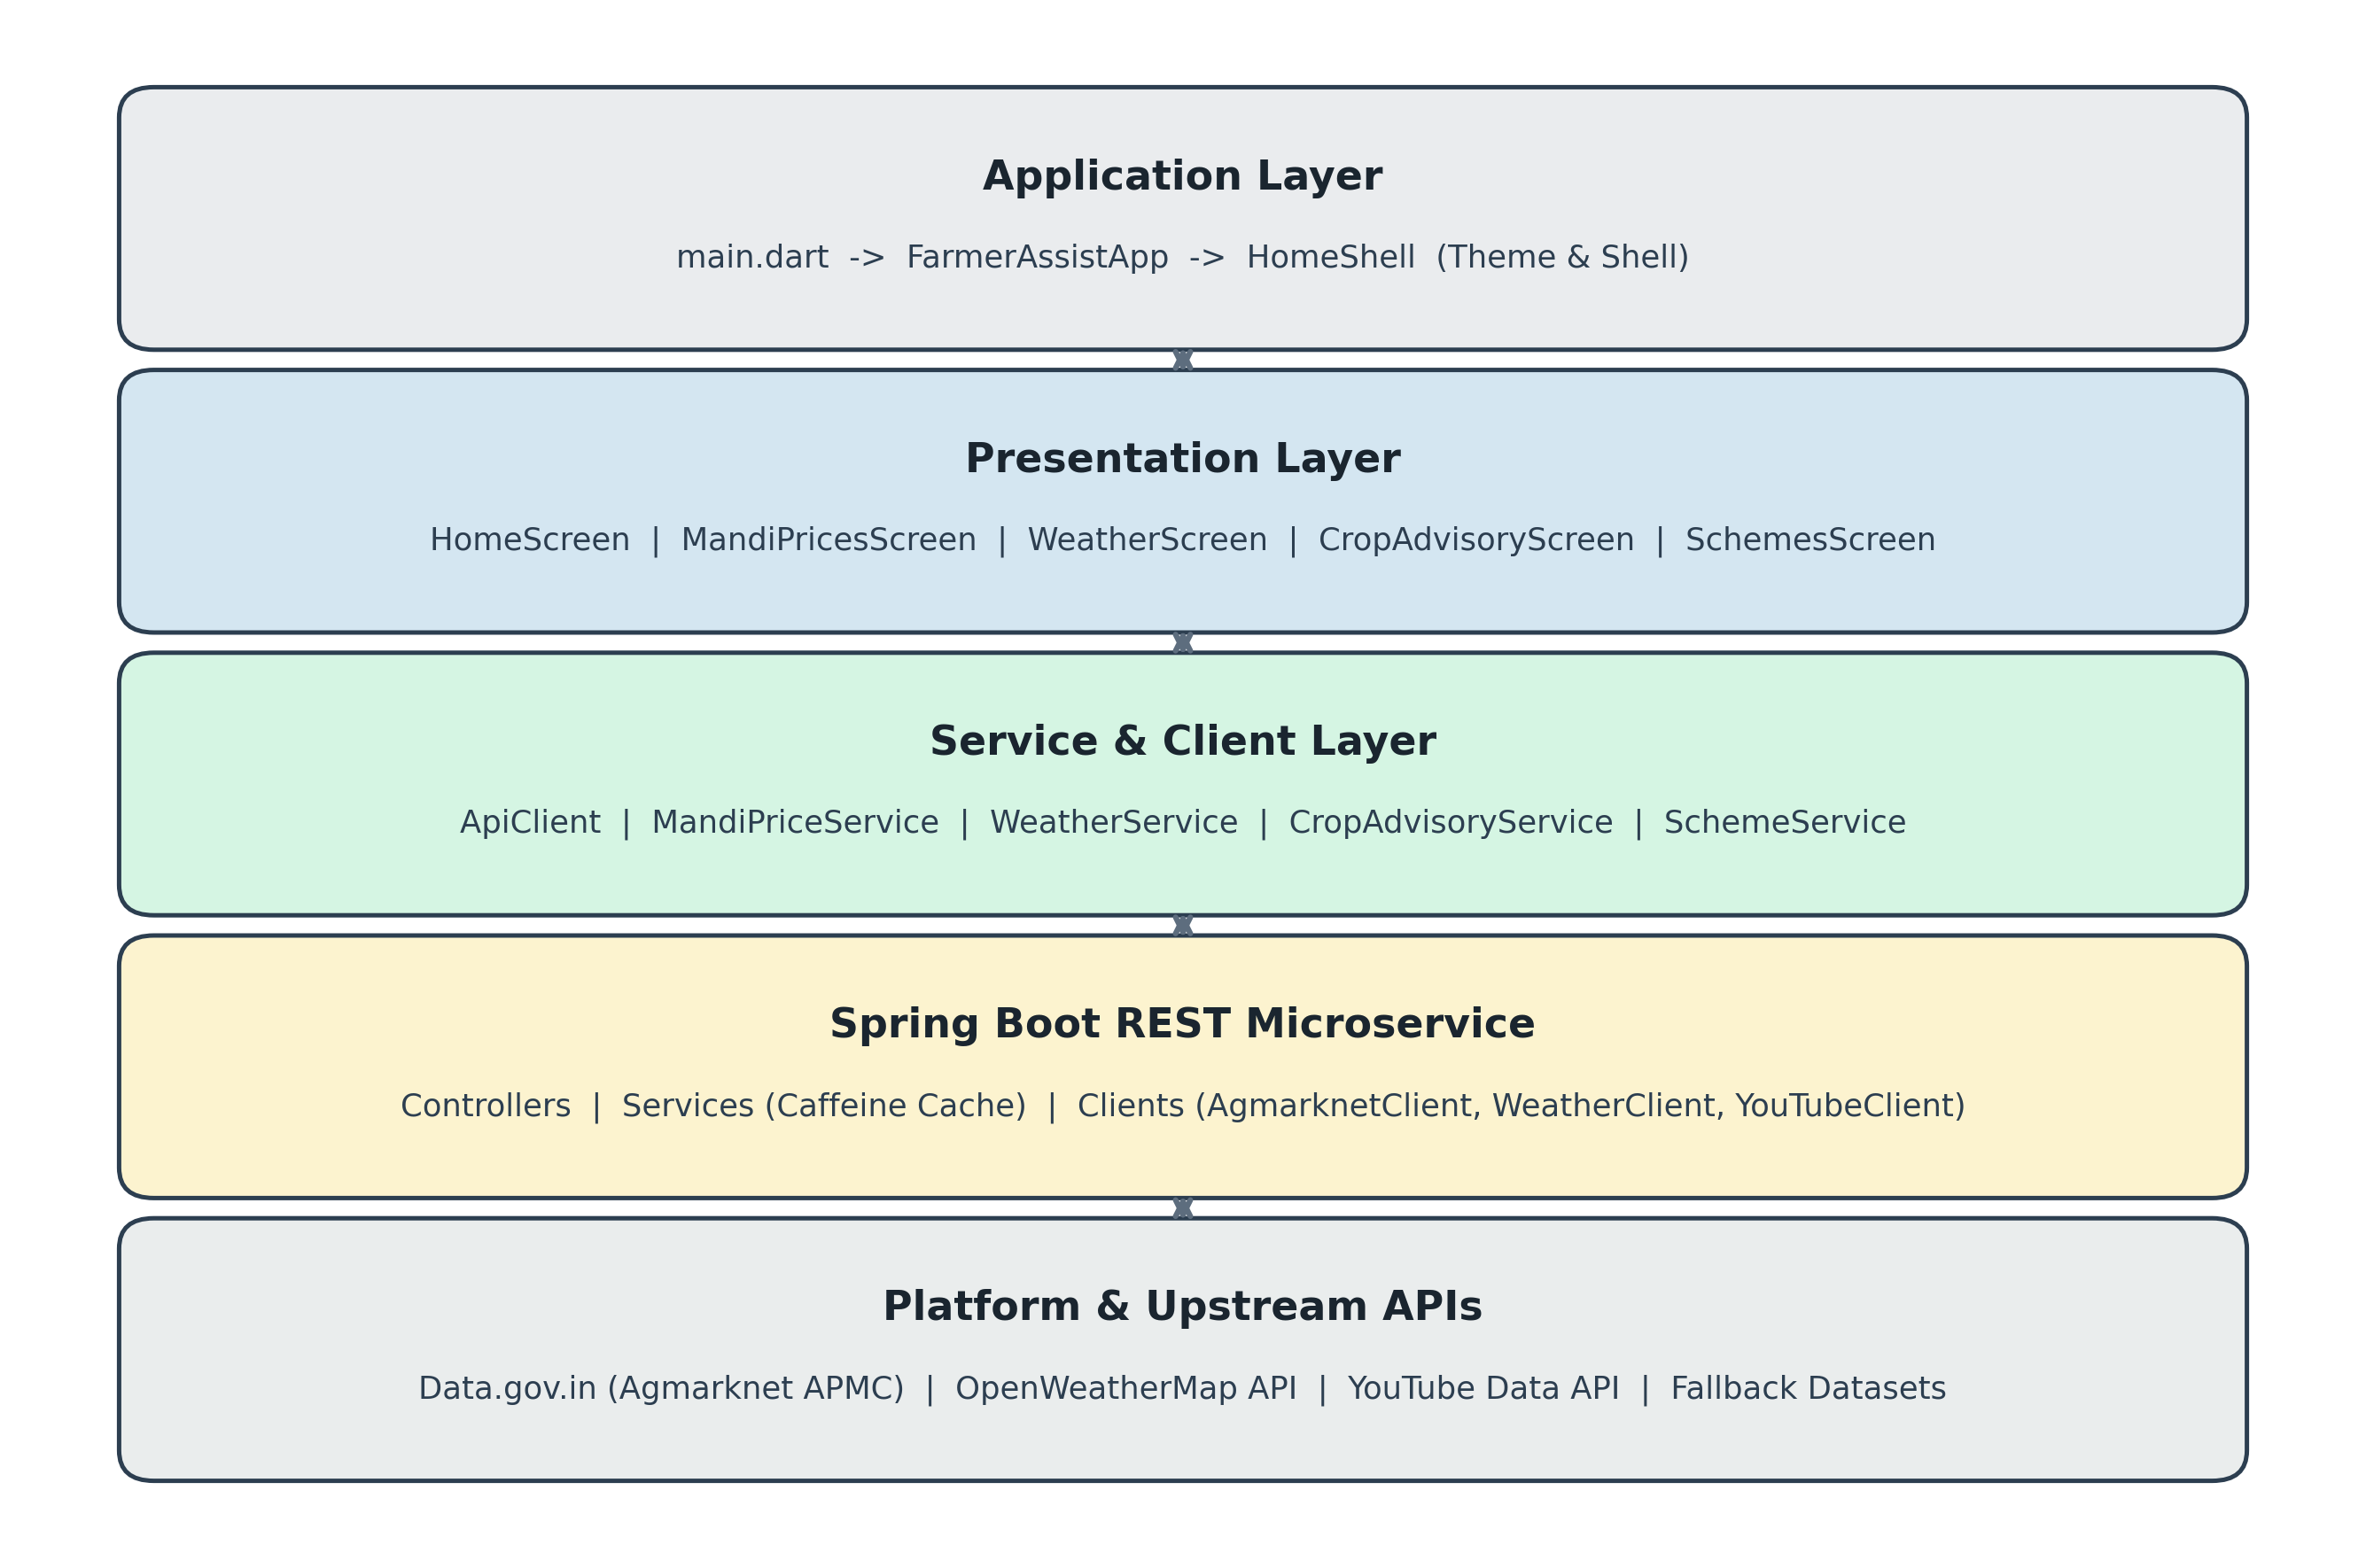 Application Layer
main.dart -> FarmerAssistApp -> HomeShell (Theme & Shell)
Presentation Layer
HomeScreen | MandiPricesScreen | WeatherScreen | CropAdvisoryScreen | SchemesScreen
Service & Client Layer
ApiClient | MandiPriceService | WeatherService | CropAdvisoryService | SchemeService
Spring Boot REST Microservice
Controllers | Services (Caffeine Cache) | Clients (AgmarknetClient, WeatherClient, YouTubeClient)
Platform & Upstream APIs
Data.gov.in (Agmarknet APMC) | OpenWeatherMap API | YouTube Data API | Fallback Datasets